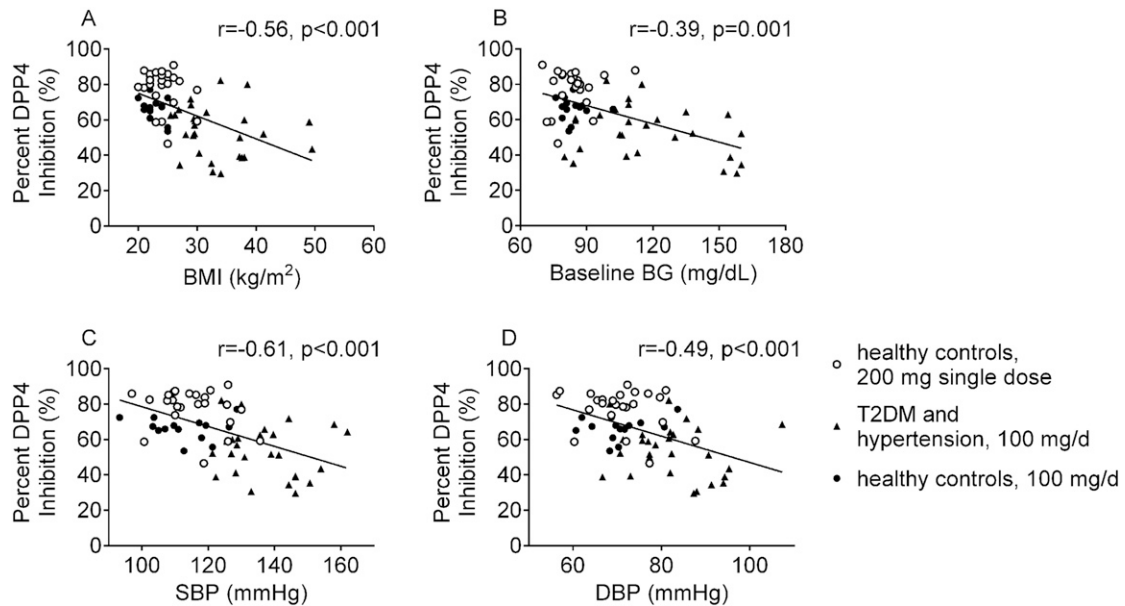 A
r=-0.56, p<0.001
Percent DPP4
Inhibition (%)
100
80
60
40
20
0
20 30 40 50 60
BMI (kg/m²)
B
r=-0.39, p=0.001
Percent DPP4
Inhibition (%)
100
80
60
40
20
0
60 90 120 150 180
Baseline BG (mg/dL)
C
r=-0.61, p<0.001
Percent DPP4
Inhibition (%)
100
80
60
40
20
0
100 120 140 160
SBP (mmHg)
D
r=-0.49, p<0.001
Percent DPP4
Inhibition (%)
100
80
60
40
20
0
60 80 100
DBP (mmHg)
healthy controls,
200 mg single dose
T2DM and
hypertension, 100 mg/d
healthy controls, 100 mg/d